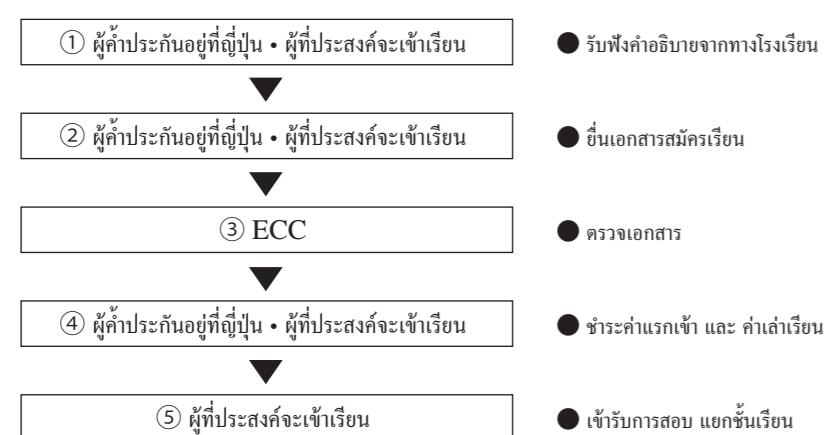 ① ผู้ค้ำประกันอยู่ที่ญี่ปุ่น • ผู้ที่ประสงค์จะเข้าเรียน ● รับฟังคำอธิบายจากทางโรงเรียน
② ผู้ค้ำประกันอยู่ที่ญี่ปุ่น • ผู้ที่ประสงค์จะเข้าเรียน ● ยื่นเอกสารสมัครเรียน
③ ECC ● ตรวจเอกสาร
④ ผู้ค้ำประกันอยู่ที่ญี่ปุ่น • ผู้ที่ประสงค์จะเข้าเรียน ● ชำระค่าแรกเข้า และ ค่าเล่าเรียน
⑤ ผู้ที่ประสงค์จะเข้าเรียน ● เข้ารับการสอบ แยกชั้นเรียน